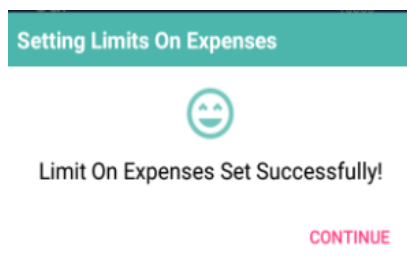 Setting Limits On Expenses
Limit On Expenses Set Successfully!
CONTINUE